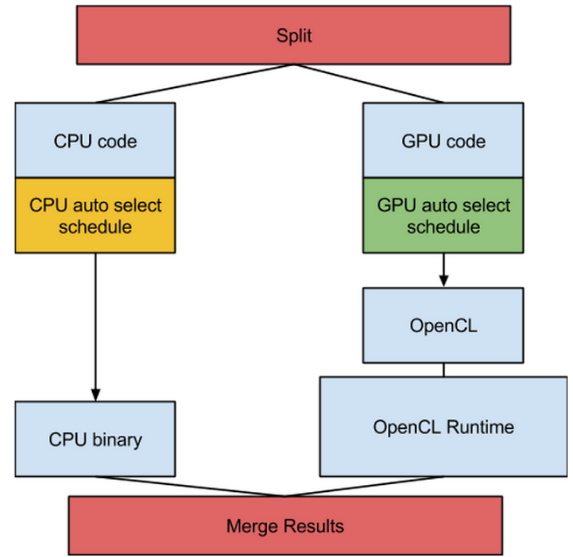 Split
CPU code
GPU code
CPU auto select
schedule
GPU auto select
schedule
OpenCL
CPU binary
OpenCL Runtime
Merge Results